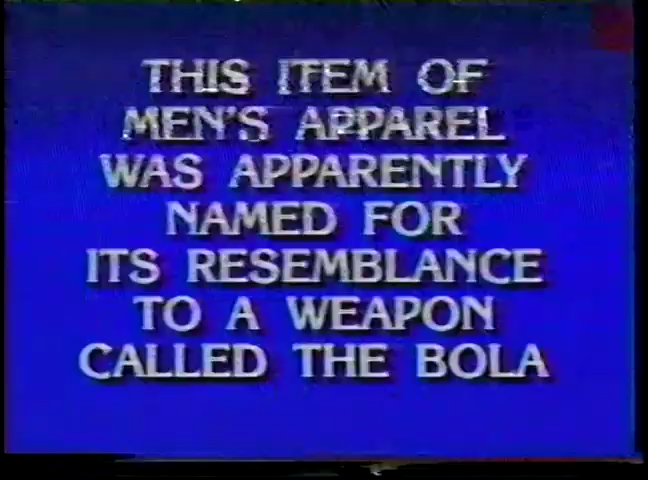 THIS ITEM OF
MEN'S APPAREL
WAS APPARENTLY
NAMED FOR
ITS RESEMBLANCE
TO A WEAPON
CALLED THE BOLA